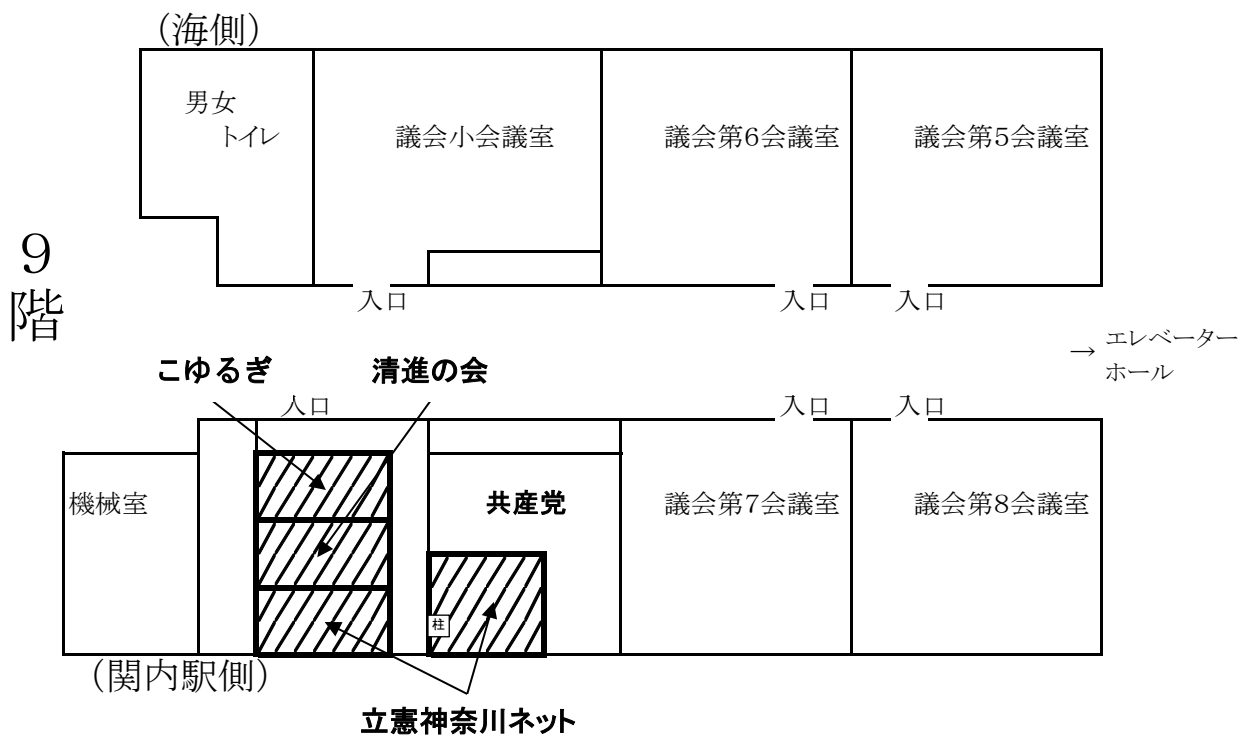 （海側）
男女
トイレ
議会小会議室
議会第6会議室
議会第5会議室
9
階
入口
入口
入口
→ エレベーター
ホール
こゆるぎ
清進の会
入口
入口
入口
機械室
共産党
議会第7会議室
議会第8会議室
柱
（関内駅側）
立憲神奈川ネット